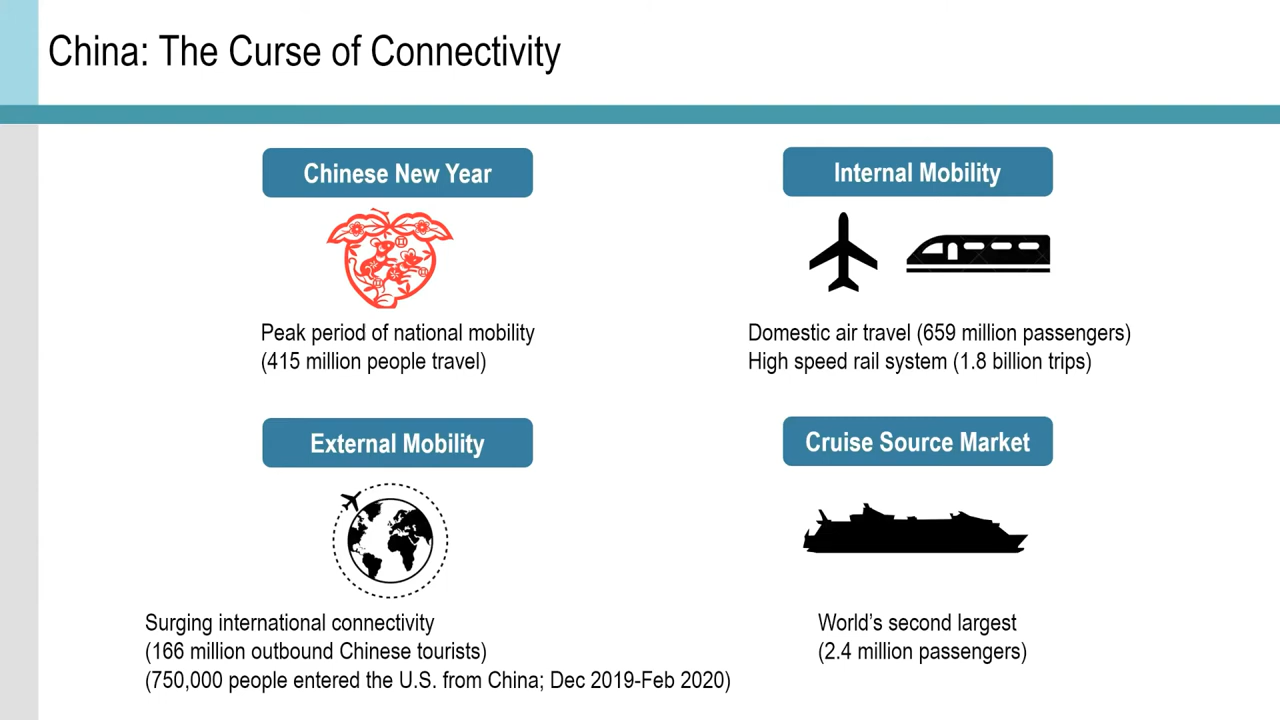 China: The Curse of Connectivity
Chinese New Year
Peak period of national mobility
(415 million people travel)
Internal Mobility
Domestic air travel (659 million passengers)
High speed rail system (1.8 billion trips)
External Mobility
Surging international connectivity
(166 million outbound Chinese tourists)
(750,000 people entered the U.S. from China; Dec 2019-Feb 2020)
Cruise Source Market
World’s second largest
(2.4 million passengers)